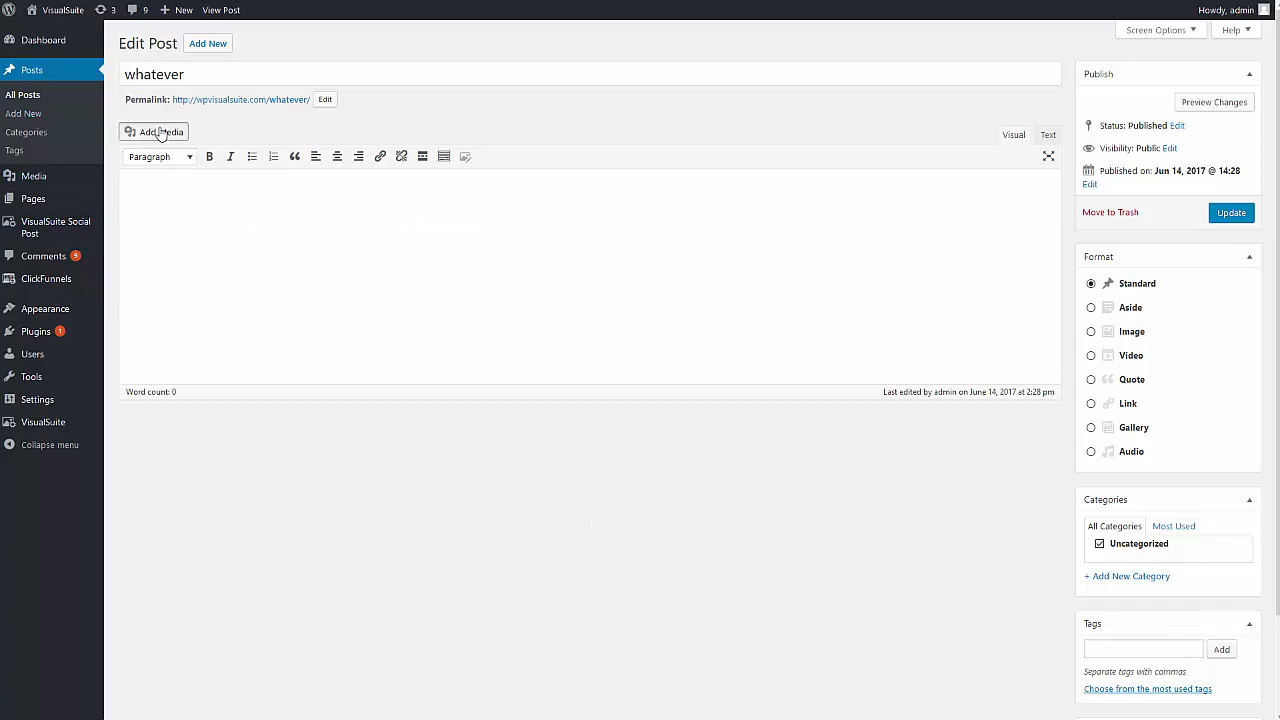 VisualSuite 3 9 + New View Post Howdy, admin
Dashboard
Posts
All Posts
Add New
Categories
Tags
Media
Pages
VisualSuite Social
Post
Comments 9
ClickFunnels
Appearance
Plugins 1
Users
Tools
Settings
VisualSuite
Collapse menu
Screen Options Help
Edit Post Add New
whatever
Permalink: http://wpvisualsuite.com/whatever/ Edit
Add Media
Visual Text
Paragraph B I
Word count: 0 Last edited by admin on June 14, 2017 at 2:28 pm
Publish
Preview Changes
Status: Published Edit
Visibility: Public Edit
Published on: Jun 14, 2017 @ 14:28
Edit
Move to Trash Update
Format
Standard
Aside
Image
Video
Quote
Link
Gallery
Audio
Categories
All Categories Most Used
Uncategorized
+ Add New Category
Tags
Add
Separate tags with commas
Choose from the most used tags